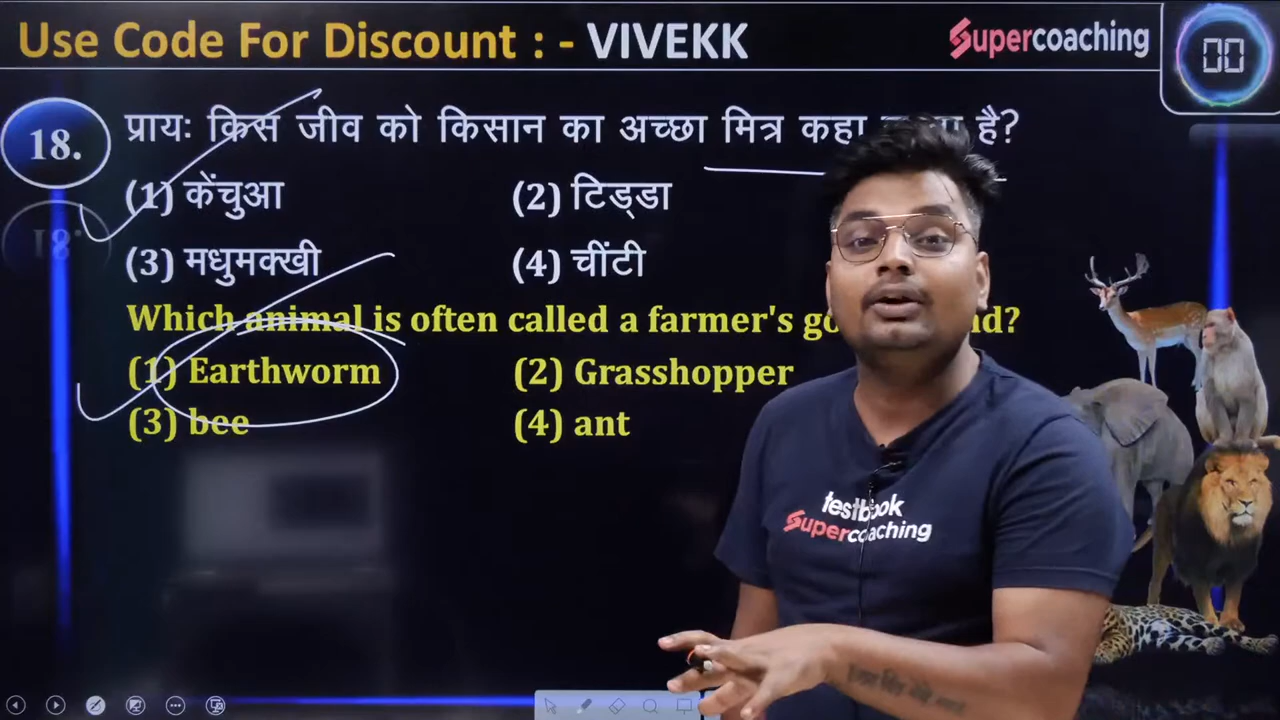 Use Code For Discount : - VIVEKK
Supercoaching
00
18.
प्रायः किस जीव को किसान का अच्छा मित्र कहा है?
(1) केंचुआ
(2) टिड्डा
(3) मधुमक्खी
(4) चींटी
Which animal is often called a farmer's
(1) Earthworm
(2) Grasshopper
(3) bee
(4) ant
testbook
Supercoaching